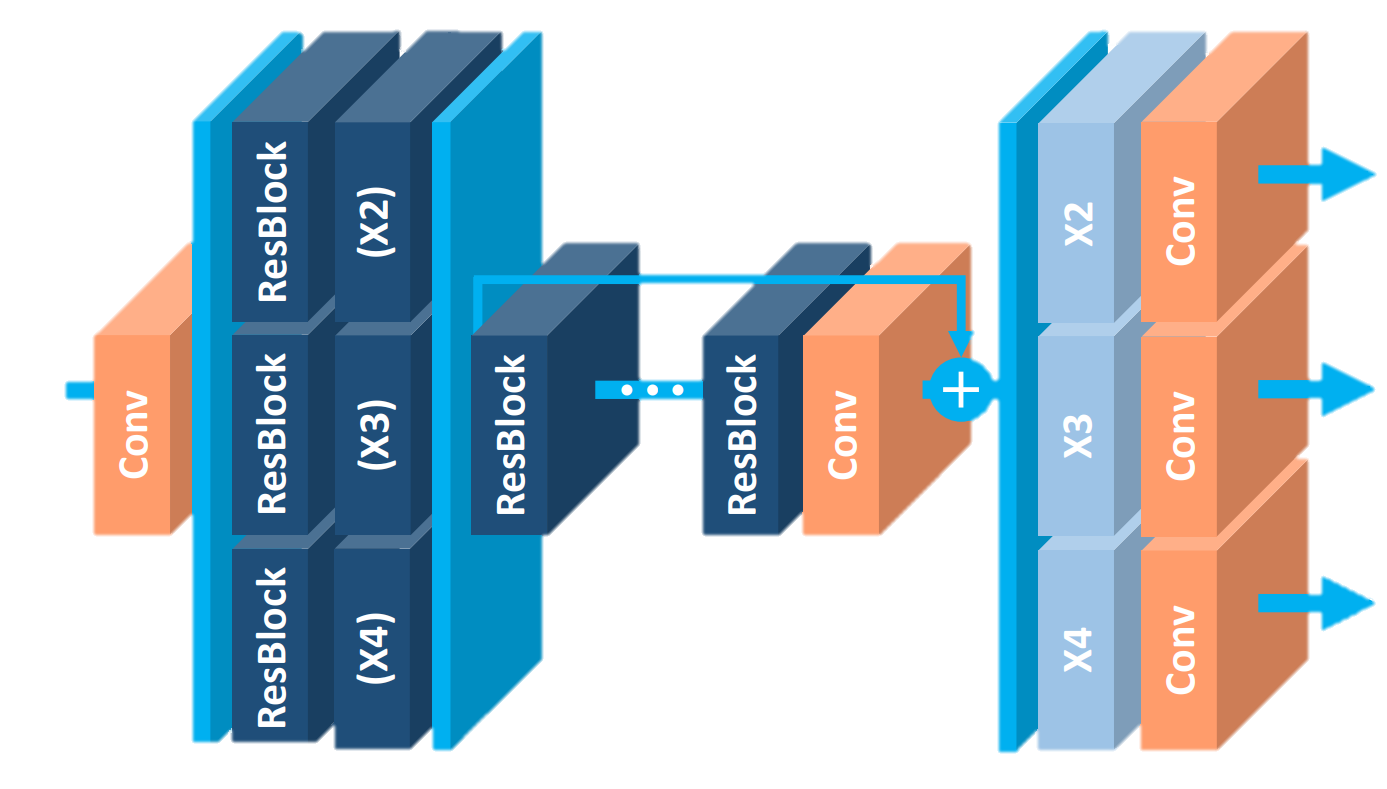 Conv
ResBlock
(X2)
ResBlock
(X3)
ResBlock
(X4)
ResBlock
ResBlock
Conv
X2
Conv
X3
Conv
X4
Conv